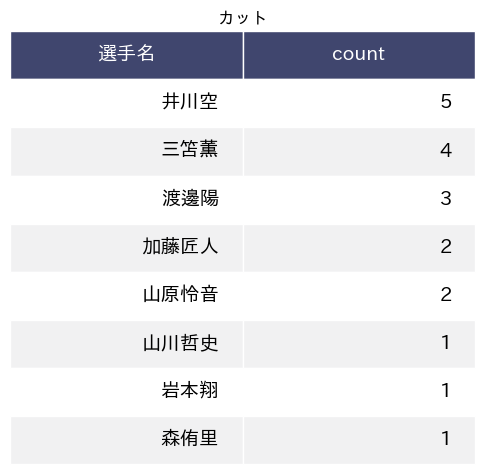 カット
選手名 count
井川空 5
三笘薫 4
渡邊陽 3
加藤匠人 2
山原怜音 2
山川哲史 1
岩本翔 1
森侑里 1